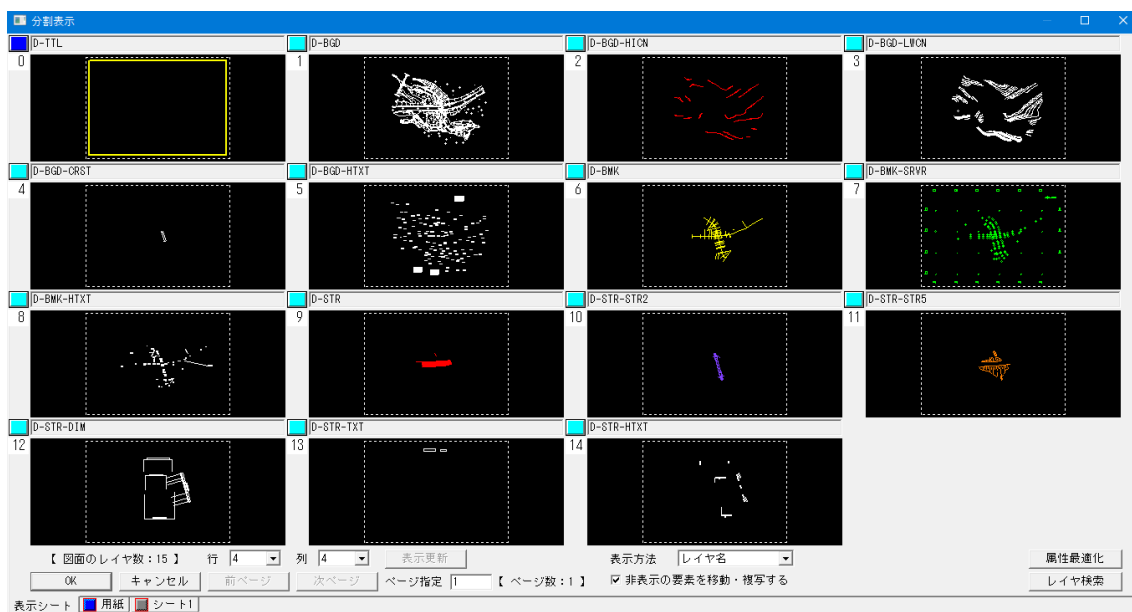 分割表示
D-TTL D-BGD D-BGD-HICN D-BGD-LWCN
0 1 2 3
D-BGD-CRST D-BGD-HTXT D-BMK D-BMK-SRVR
4 5 6 7
D-BMK-HTXT D-STR D-STR-STR2 D-STR-STR5
8 9 10 11
D-STR-DIM D-STR-TXT D-STR-HTXT
12 13 14
【 図面のレイヤ数:15 】 行 4 列 4 表示更新 表示方法 レイヤ名 属性最適化
OK キャンセル 前ページ 次ページ ページ指定 1 【 ページ数:1 】 非表示の要素を移動・複写する レイヤ検索
表示シート 用紙 シート1